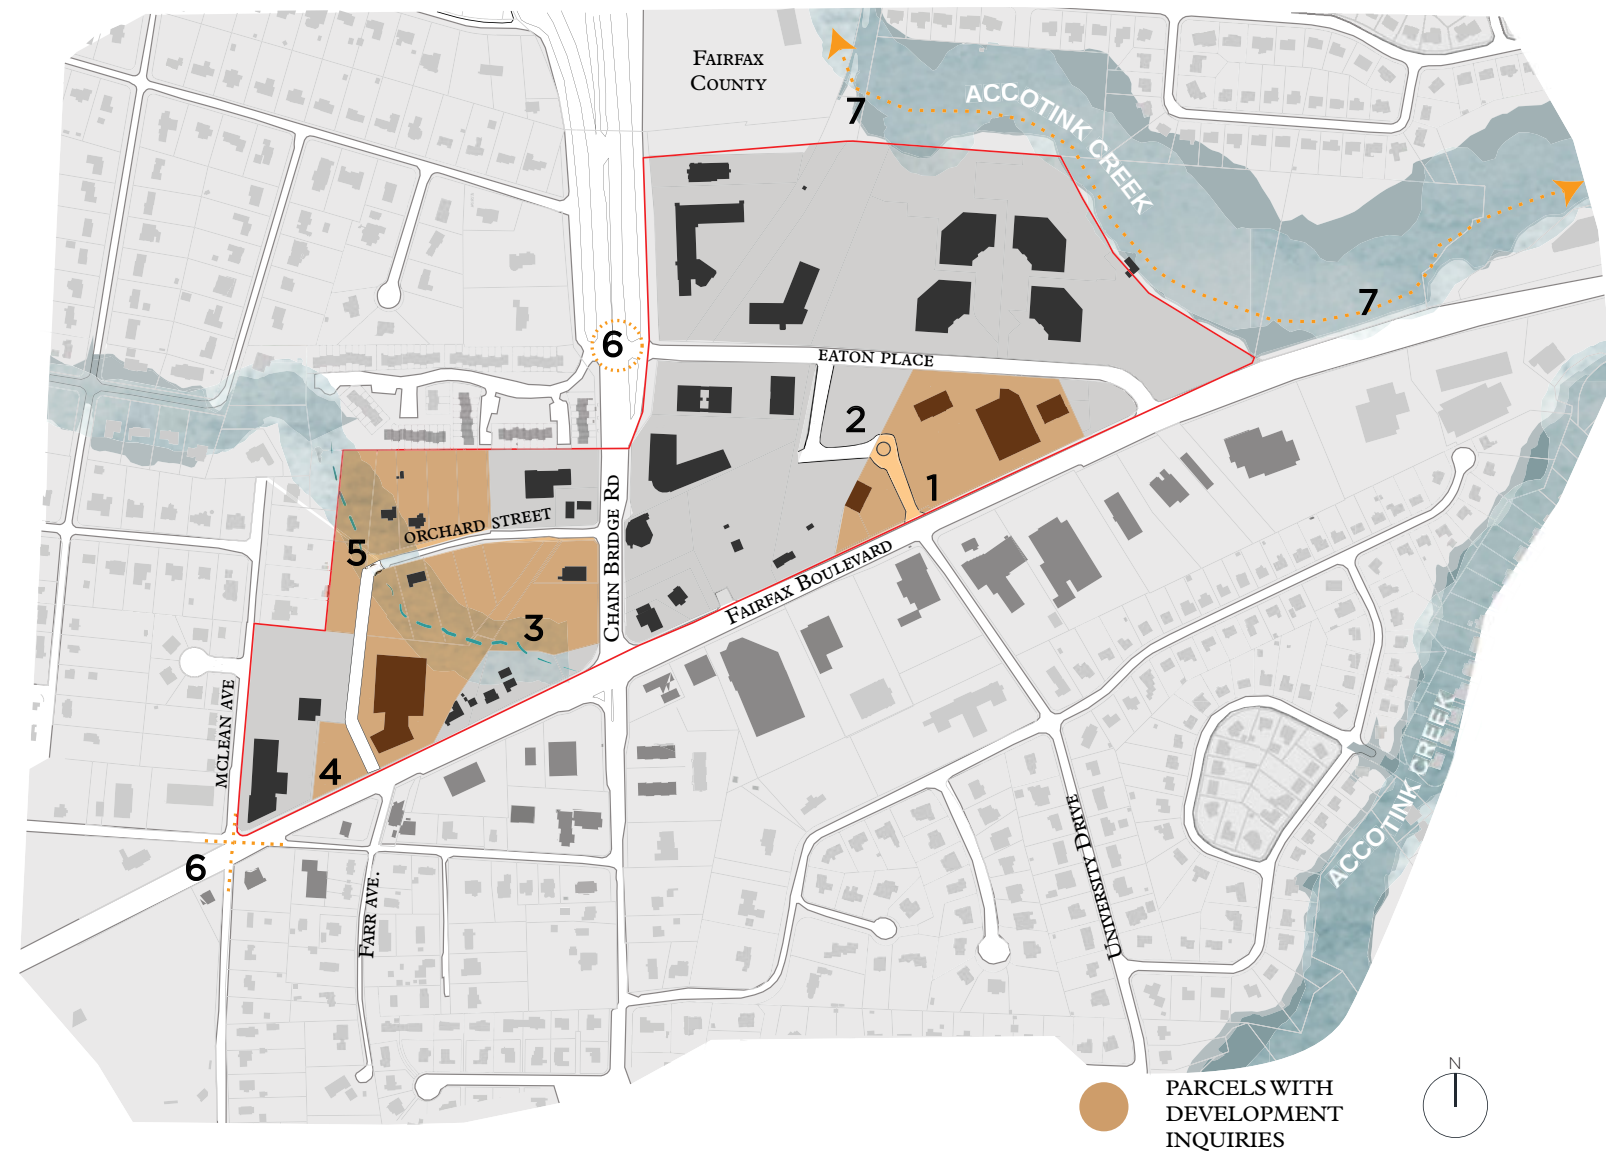 FAIRFAX
COUNTY
7
ACCOTINK CREEK
7
6
EATON PLACE
2
1
ORCHARD STREET
CHAIN BRIDGE RD
5
FAIRFAX BOULEVARD
3
MCLEAN AVE
4
ACCOTINK CREEK
6
FARR AVE.
UNIVERSITY DRIVE
N
PARCELS WITH
DEVELOPMENT
INQUIRIES